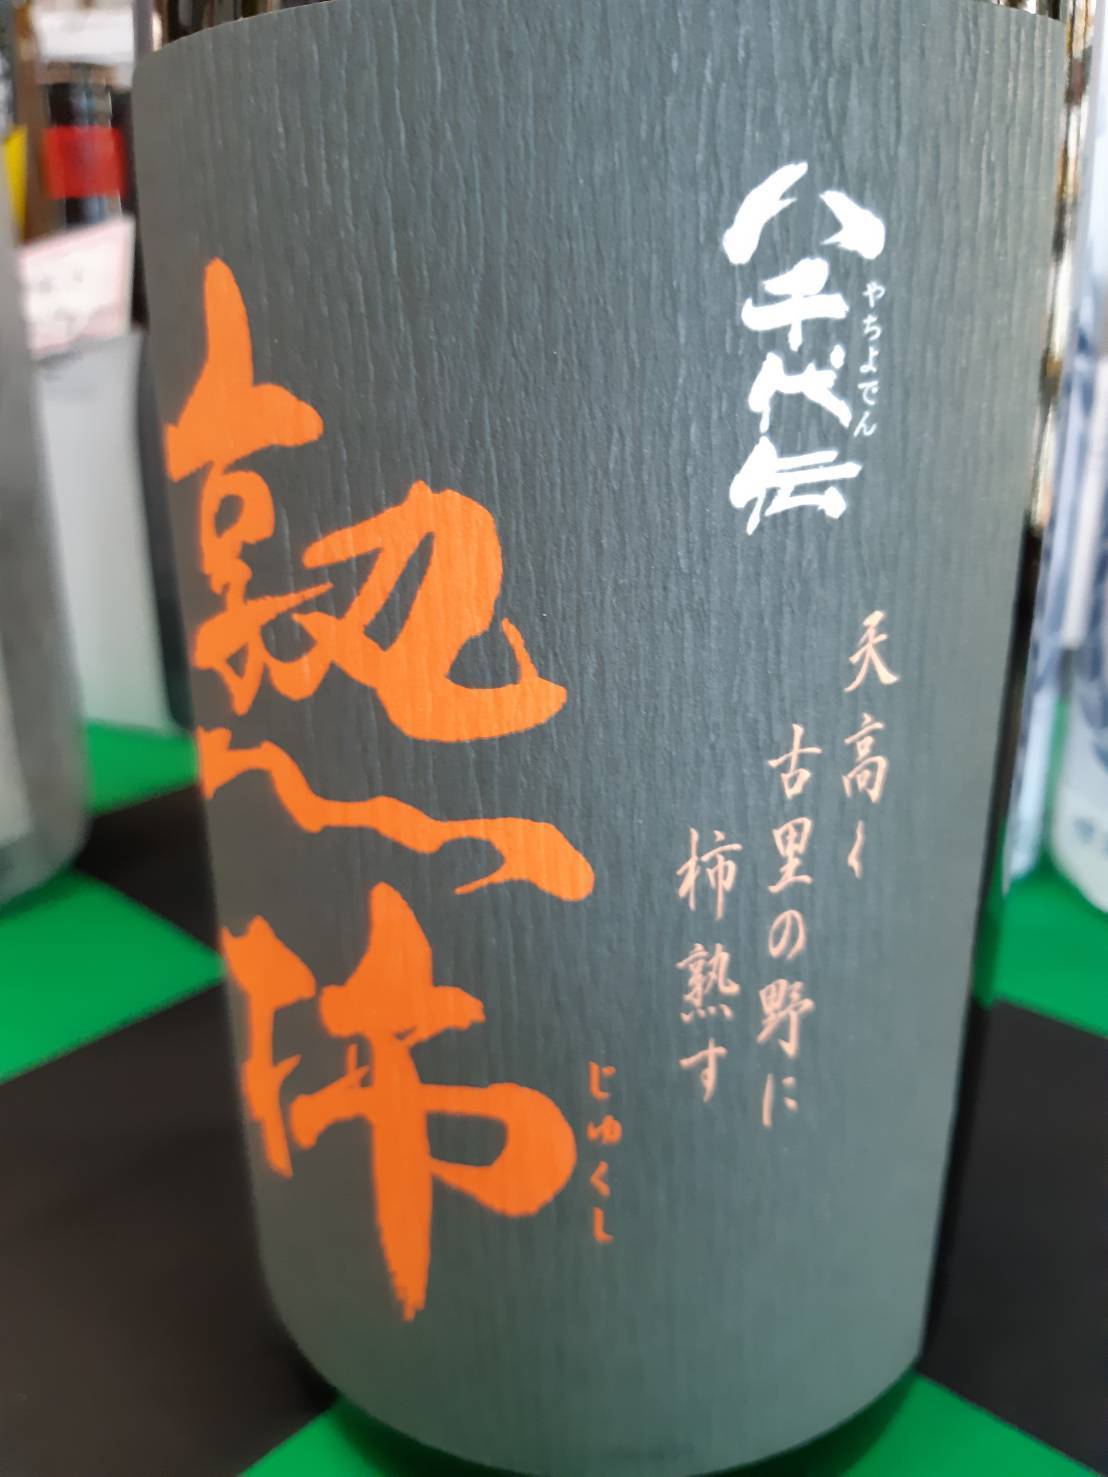 八千代伝
やちよでん
天高く
古里の野に
柿熟す
熟柿
じゅくし